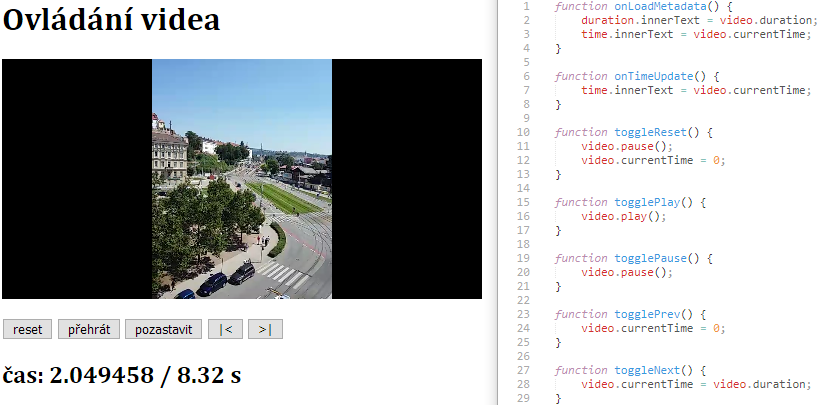 Ovládání videa
reset přehrát pozastavit |< >|
čas: 2.049458 / 8.32 s
1 function onLoadMetadata() {
2 duration.innerText = video.duration;
3 time.innerText = video.currentTime;
4 }
5
6 function onTimeUpdate() {
7 time.innerText = video.currentTime;
8 }
9
10 function toggleReset() {
11 video.pause();
12 video.currentTime = 0;
13 }
14
15 function togglePlay() {
16 video.play();
17 }
18
19 function togglePause() {
20 video.pause();
21 }
22
23 function togglePrev() {
24 video.currentTime = 0;
25 }
26
27 function toggleNext() {
28 video.currentTime = video.duration;
29 }